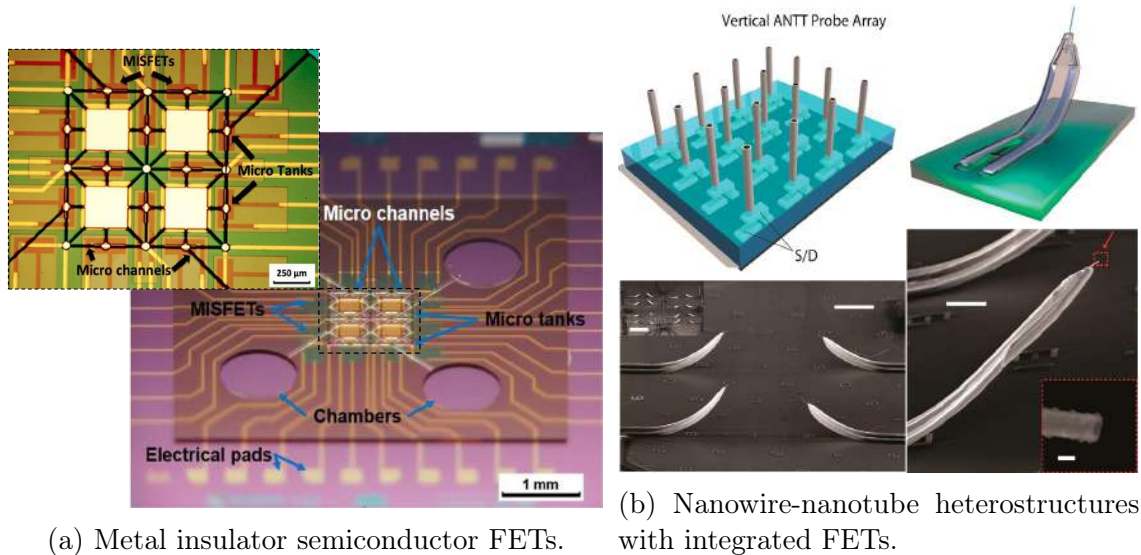 MISFETs
Micro Tanks
Micro channels
250 µm
Micro channels
MISFETs
Micro tanks
Chambers
Electrical pads
1 mm
(a) Metal insulator semiconductor FETs.
Vertical ANTT Probe Array
S/D
(b) Nanowire-nanotube heterostructures
with integrated FETs.